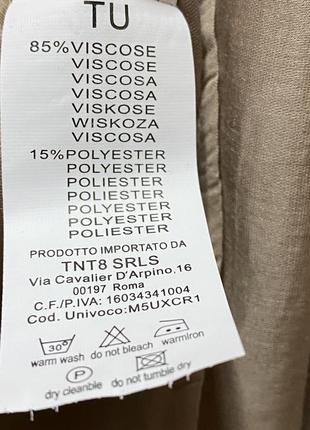 TU
85%VISCOSE
VISCOSE
VISCOSA
VISCOSA
VISKOSE
WISKOZA
VISCOSA
15%POLYESTER
POLYESTER
POLIESTER
POLIESTER
POLYESTER
POLIESTER
POLYESTER
PRODOTTO IMPORTATO DA
TNT8 SRLS
Via Cavalier D'Arpino,16
00197 Roma
C.F./P.IVA: 16034341004
Cod. Univoco:M5UXCR1
30°
warm wash do not bleach warmIron
P
dry cleanble do not tumble dry